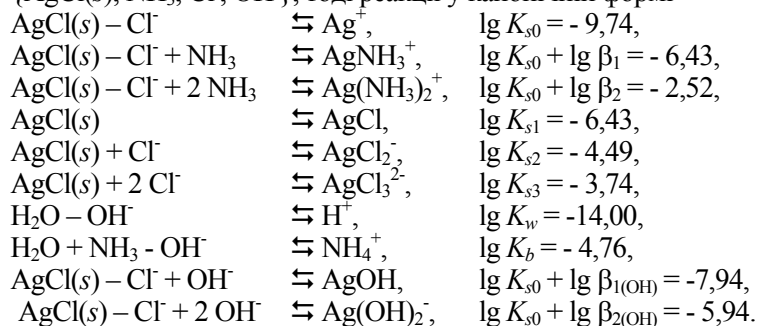 {AgCl(s), NH₃, Cl⁻, OH⁻}, тоді реакції у канонічній формі
AgCl(s) – Cl⁻ ⇆ Ag⁺, lg Kₛ₀ = - 9,74,
AgCl(s) – Cl⁻ + NH₃ ⇆ AgNH₃⁺, lg Kₛ₀ + lg β₁ = - 6,43,
AgCl(s) – Cl⁻ + 2 NH₃ ⇆ Ag(NH₃)₂⁺, lg Kₛ₀ + lg β₂ = - 2,52,
AgCl(s) ⇆ AgCl, lg Kₛ₁ = - 6,43,
AgCl(s) + Cl⁻ ⇆ AgCl₂⁻, lg Kₛ₂ = - 4,49,
AgCl(s) + 2 Cl⁻ ⇆ AgCl₃²⁻, lg Kₛ₃ = - 3,74,
H₂O – OH⁻ ⇆ H⁺, lg K_w = -14,00,
H₂O + NH₃ - OH⁻ ⇆ NH₄⁺, lg K_b = - 4,76,
AgCl(s) – Cl⁻ + OH⁻ ⇆ AgOH, lg Kₛ₀ + lg β₁₍OH₎ = -7,94,
AgCl(s) – Cl⁻ + 2 OH⁻ ⇆ Ag(OH)₂⁻, lg Kₛ₀ + lg β₂₍OH₎ = - 5,94.